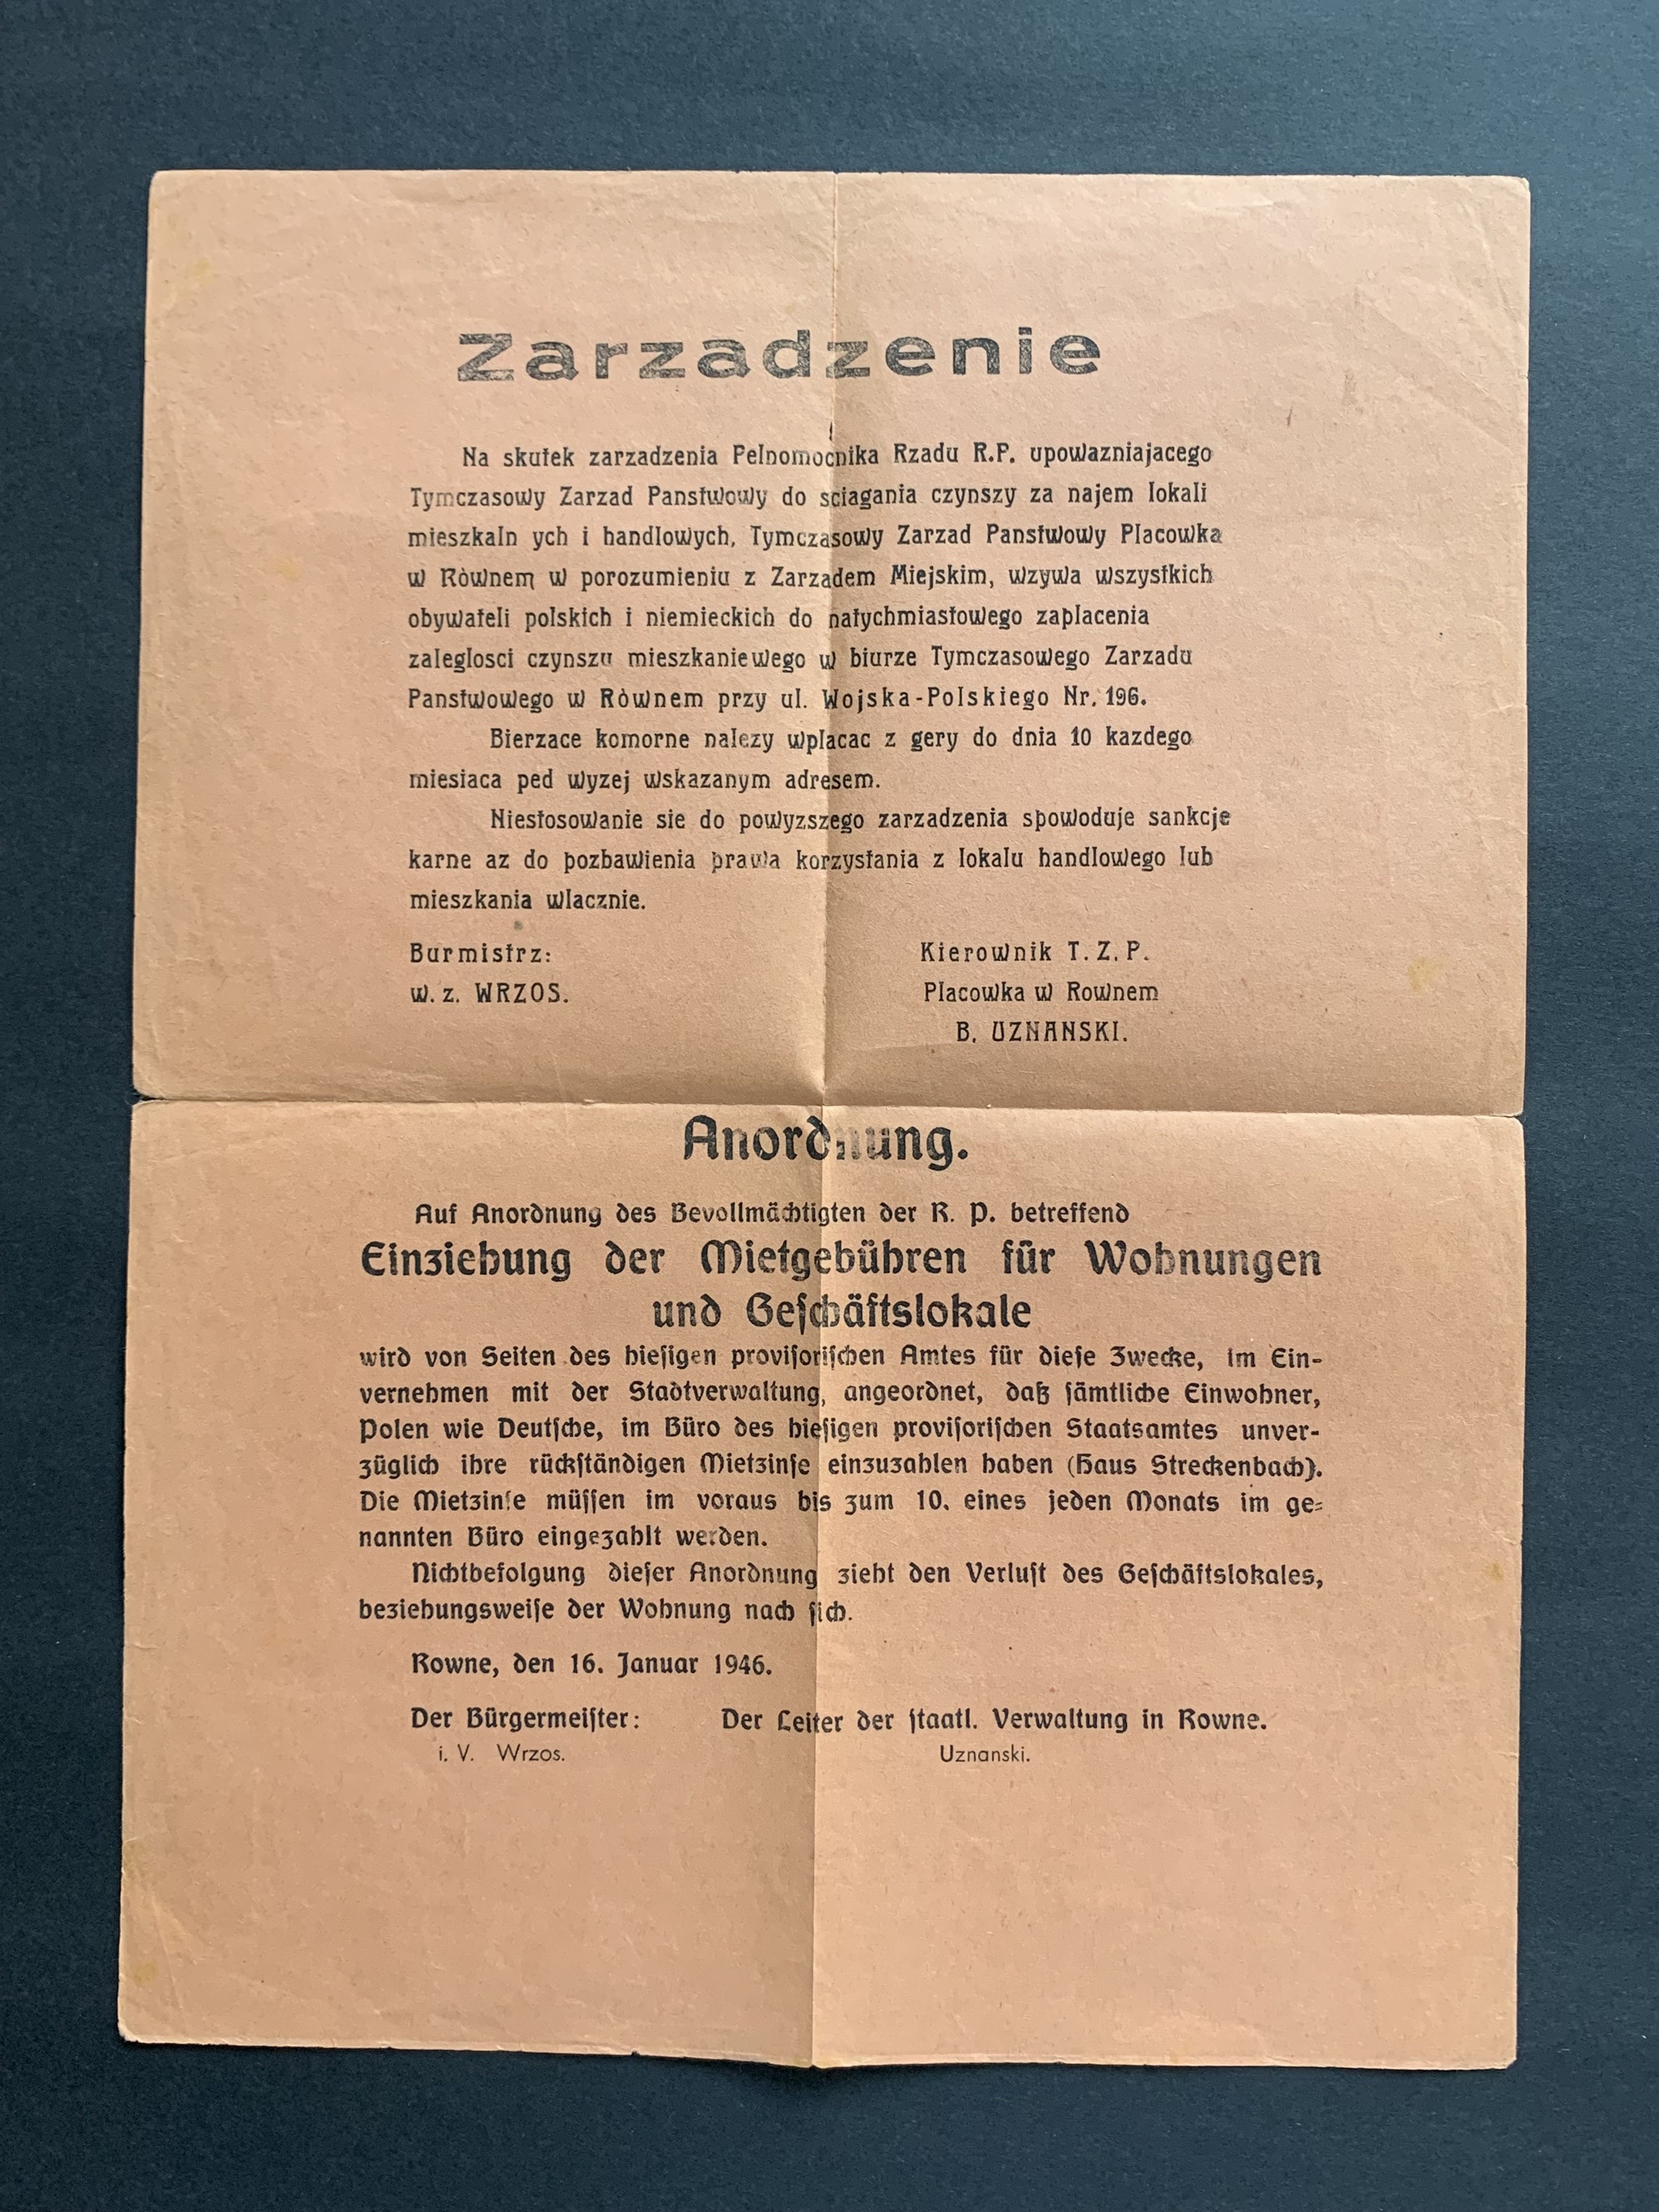 Zarzadzenie
Na skutek zarzadzenia Pelnomocnika Rzadu R.P. upowazniajacego
Tymczasowy Zarzad Panstwowy do sciagania czynszy za najem lokali
mieszkaln ych i handlowych, Tymczasowy Zarzad Panstwowy Placowka
w Ròwnem w porozumieniu z Zarzadem Miejskim, wzywa wszystkich
obywateli polskich i niemieckich do natychmiastowego zaplacenia
zaleglosci czynszu mieszkaniewego w biurze Tymczasowego Zarzadu
Panstwowego w Ròwnem przy ul. Wojska-Polskiego Nr. 196.
Bierzace komorne nalezy wplacac z gery do dnia 10 kazdego
miesiaca ped wyzej wskazanym adresem.
Niestosowanie sie do powyzszego zarzadzenia spowoduje sankcje
karne az do pozbawienia prawa korzystania z lokalu handlowego lub
mieszkania wlacznie.
Burmistrz: Kierownik T. Z. P.
w. z. WRZOS. Placowka w Rownem
B. UZNANSKI.
Anordnung.
Auf Anordnung des Bevollmächtigten der R. P. betreffend
Einziehung der Mietgebühren für Wohnungen
und Geſchäftslokale
wird von Seiten des hieſigen proviſoriſchen Amtes für dieſe Zwecke, im Ein-
vernehmen mit der Stadtverwaltung, angeordnet, daß ſämtliche Einwohner,
Polen wie Deutſche, im Büro des hieſigen proviſoriſchen Staatsamtes unver-
züglich ihre rückſtändigen Mietzinſe einzuzahlen haben (Haus Streckenbach).
Die Mietzinſe müſſen im voraus bis zum 10. eines jeden Monats im ge-
nannten Büro eingezahlt werden.
Nichtbefolgung dieſer Anordnung zieht den Verluſt des Geſchäftslokales,
beziehungsweiſe der Wohnung nach ſich.
Rowne, den 16. Januar 1946.
Der Bürgermeiſter: Der Leiter der ſtaatl. Verwaltung in Rowne.
i. V. Wrzos. Uznanski.